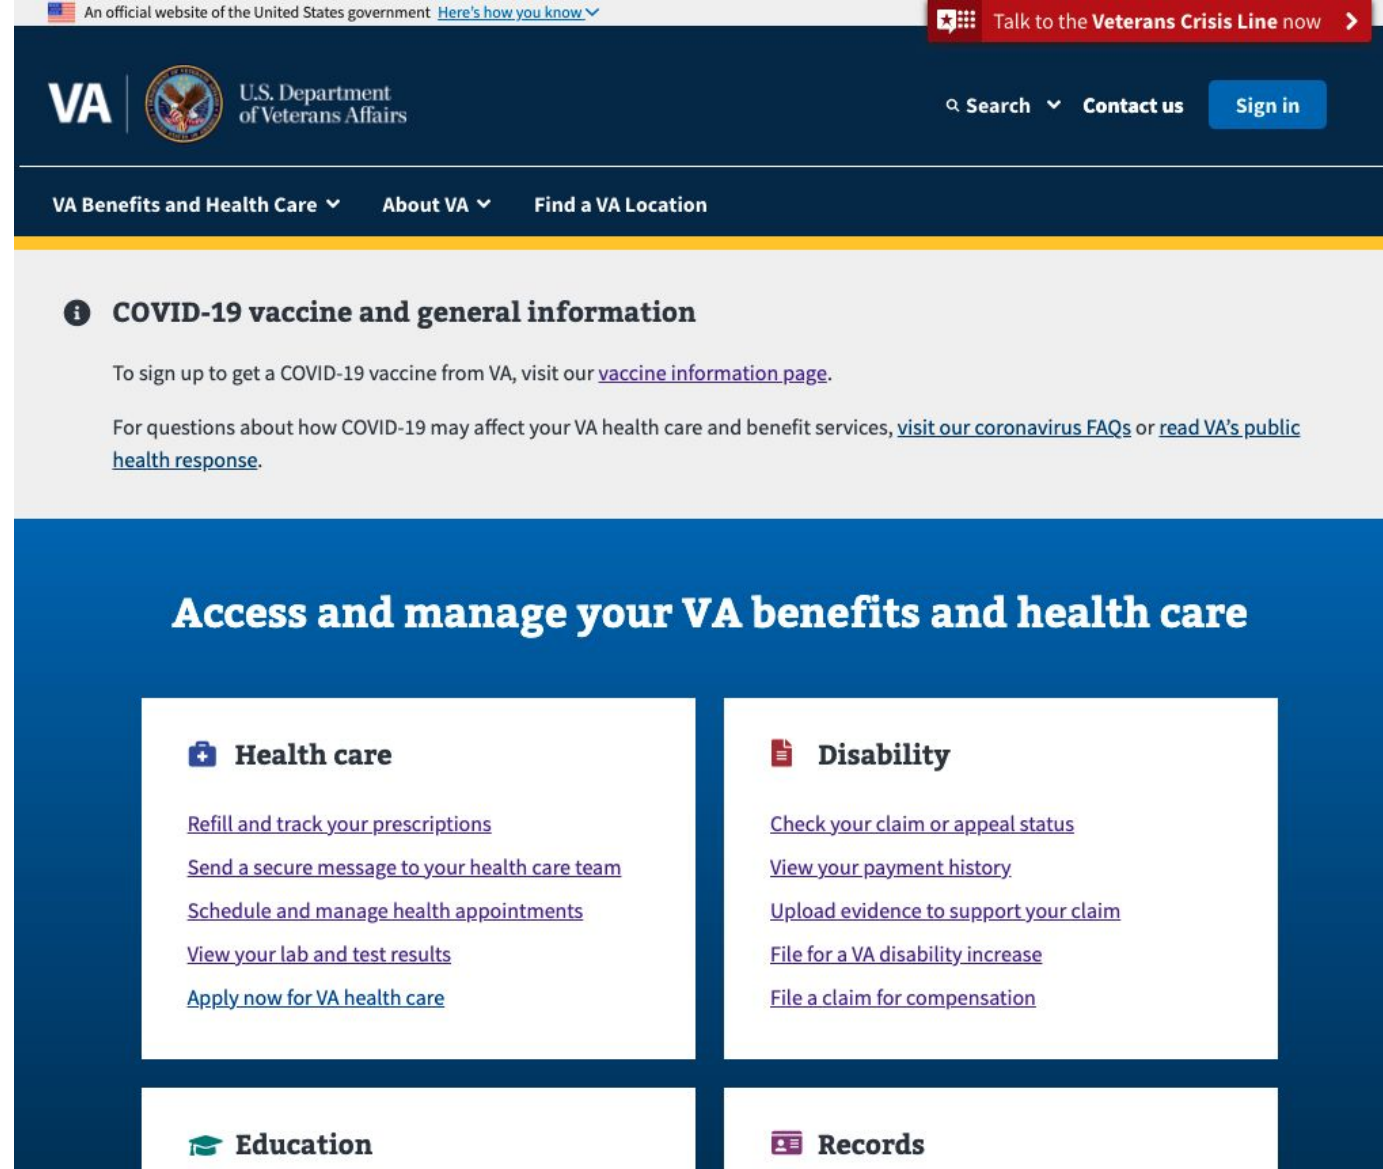 An official website of the United States government Here's how you know
Talk to the Veterans Crisis Line now
VA
U.S. Department
of Veterans Affairs
Search
Contact us
Sign in
VA Benefits and Health Care
About VA
Find a VA Location
COVID-19 vaccine and general information
To sign up to get a COVID-19 vaccine from VA, visit our vaccine information page.
For questions about how COVID-19 may affect your VA health care and benefit services, visit our coronavirus FAQs or read VA's public
health response.
Access and manage your VA benefits and health care
Health care
Refill and track your prescriptions
Send a secure message to your health care team
Schedule and manage health appointments
View your lab and test results
Apply now for VA health care
Disability
Check your claim or appeal status
View your payment history
Upload evidence to support your claim
File for a VA disability increase
File a claim for compensation
Education
Records